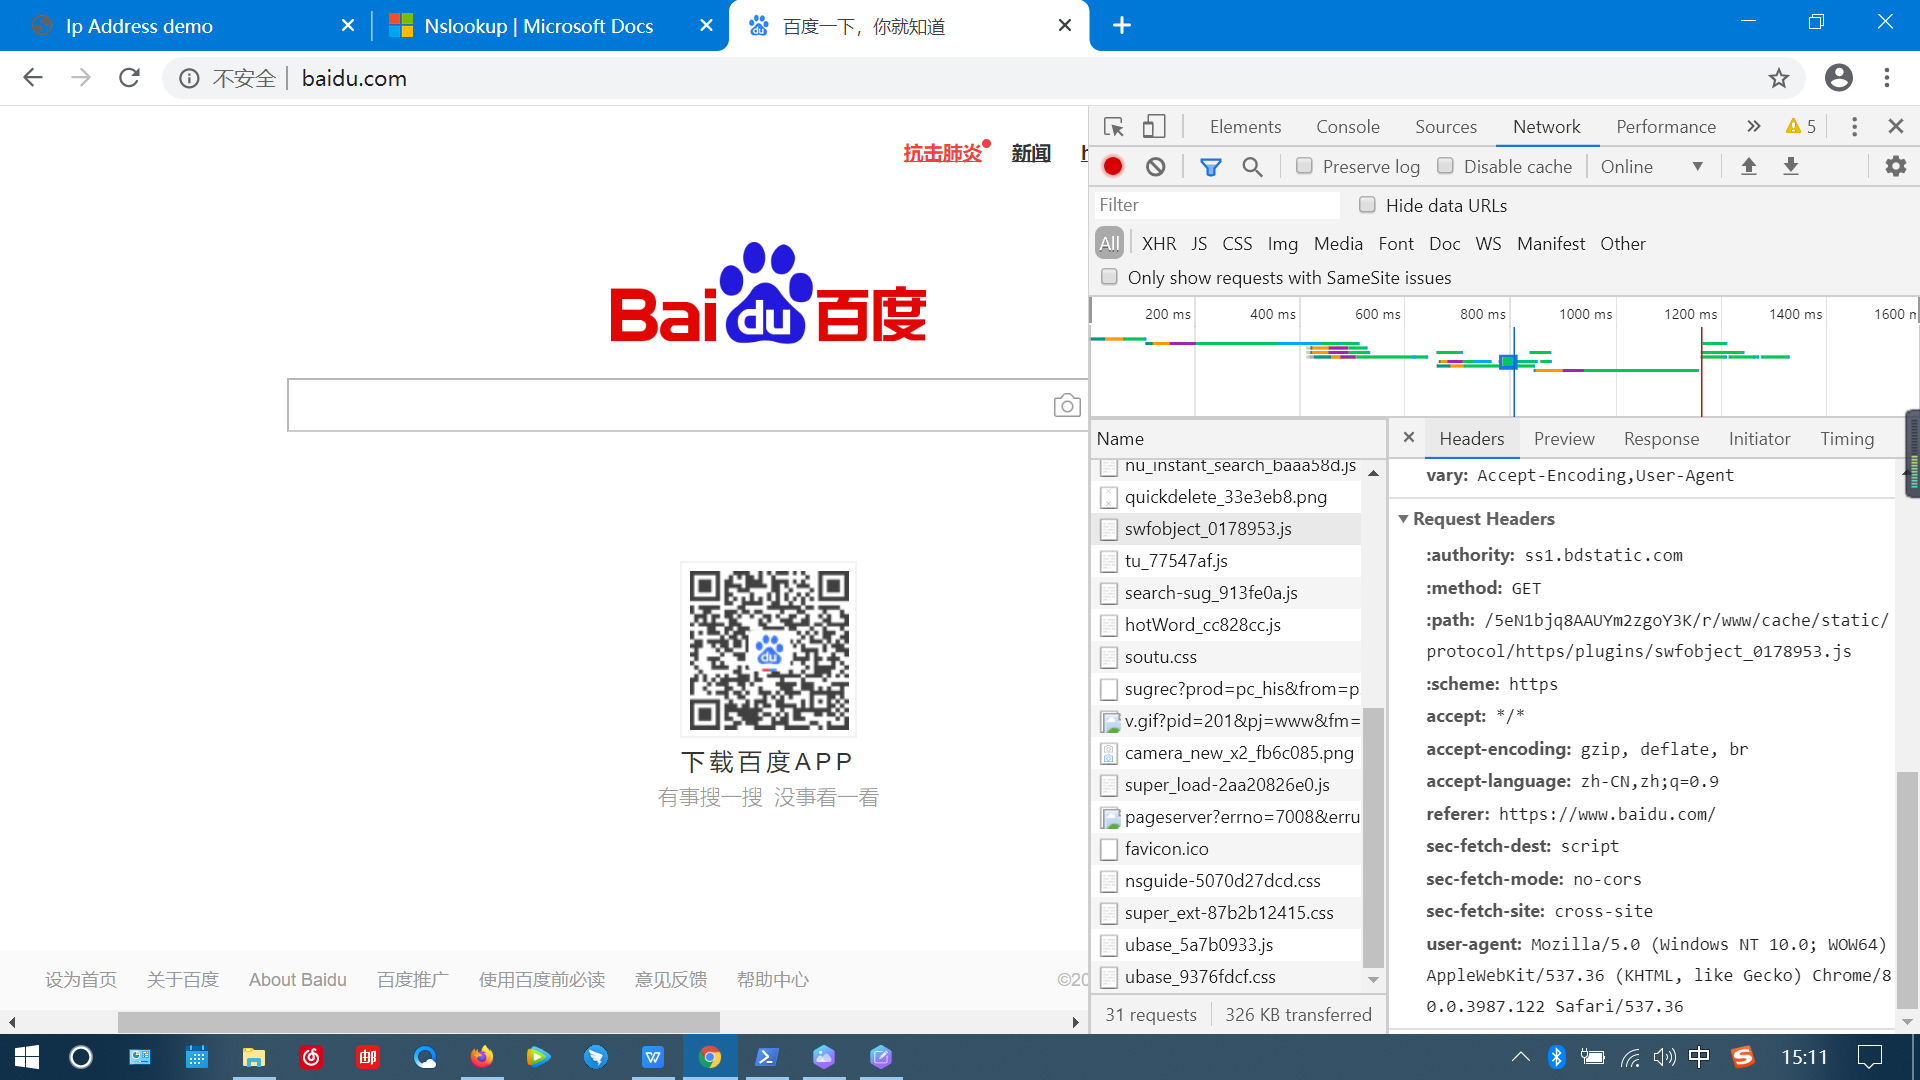 Ip Address demo
Nslookup | Microsoft Docs
百度一下，你就知道
不安全
baidu.com
抗击肺炎
新闻
Bai du 百度
du
下载百度APP
有事搜一搜 没事看一看
设为首页
关于百度
About Baidu
百度推广
使用百度前必读
意见反馈
帮助中心
©20
Elements
Console
Sources
Network
Performance
5
Preserve log
Disable cache
Online
Filter
Hide data URLs
All
XHR
JS
CSS
Img
Media
Font
Doc
WS
Manifest
Other
Only show requests with SameSite issues
200 ms
400 ms
600 ms
800 ms
1000 ms
1200 ms
1400 ms
1600 m
Name
nu_instant_search_baaa58d.js
quickdelete_33e3eb8.png
swfobject_0178953.js
tu_77547af.js
search-sug_913fe0a.js
hotWord_cc828cc.js
soutu.css
sugrec?prod=pc_his&from=p
v.gif?pid=201&pj=www&fm=
camera_new_x2_fb6c085.png
super_load-2aa20826e0.js
pageserver?errno=7008&erru
favicon.ico
nsguide-5070d27dcd.css
super_ext-87b2b12415.css
ubase_5a7b0933.js
ubase_9376fdcf.css
31 requests
326 KB transferred
Headers
Preview
Response
Initiator
Timing
vary: Accept-Encoding,User-Agent
Request Headers
:authority: ss1.bdstatic.com
:method: GET
:path: /5eN1bjq8AAUYm2zgoY3K/r/www/cache/static/
protocol/https/plugins/swfobject_0178953.js
:scheme: https
accept: */*
accept-encoding: gzip, deflate, br
accept-language: zh-CN,zh;q=0.9
referer: https://www.baidu.com/
sec-fetch-dest: script
sec-fetch-mode: no-cors
sec-fetch-site: cross-site
user-agent: Mozilla/5.0 (Windows NT 10.0; WOW64)
AppleWebKit/537.36 (KHTML, like Gecko) Chrome/8
0.0.3987.122 Safari/537.36
邮
W
中
S
15:11